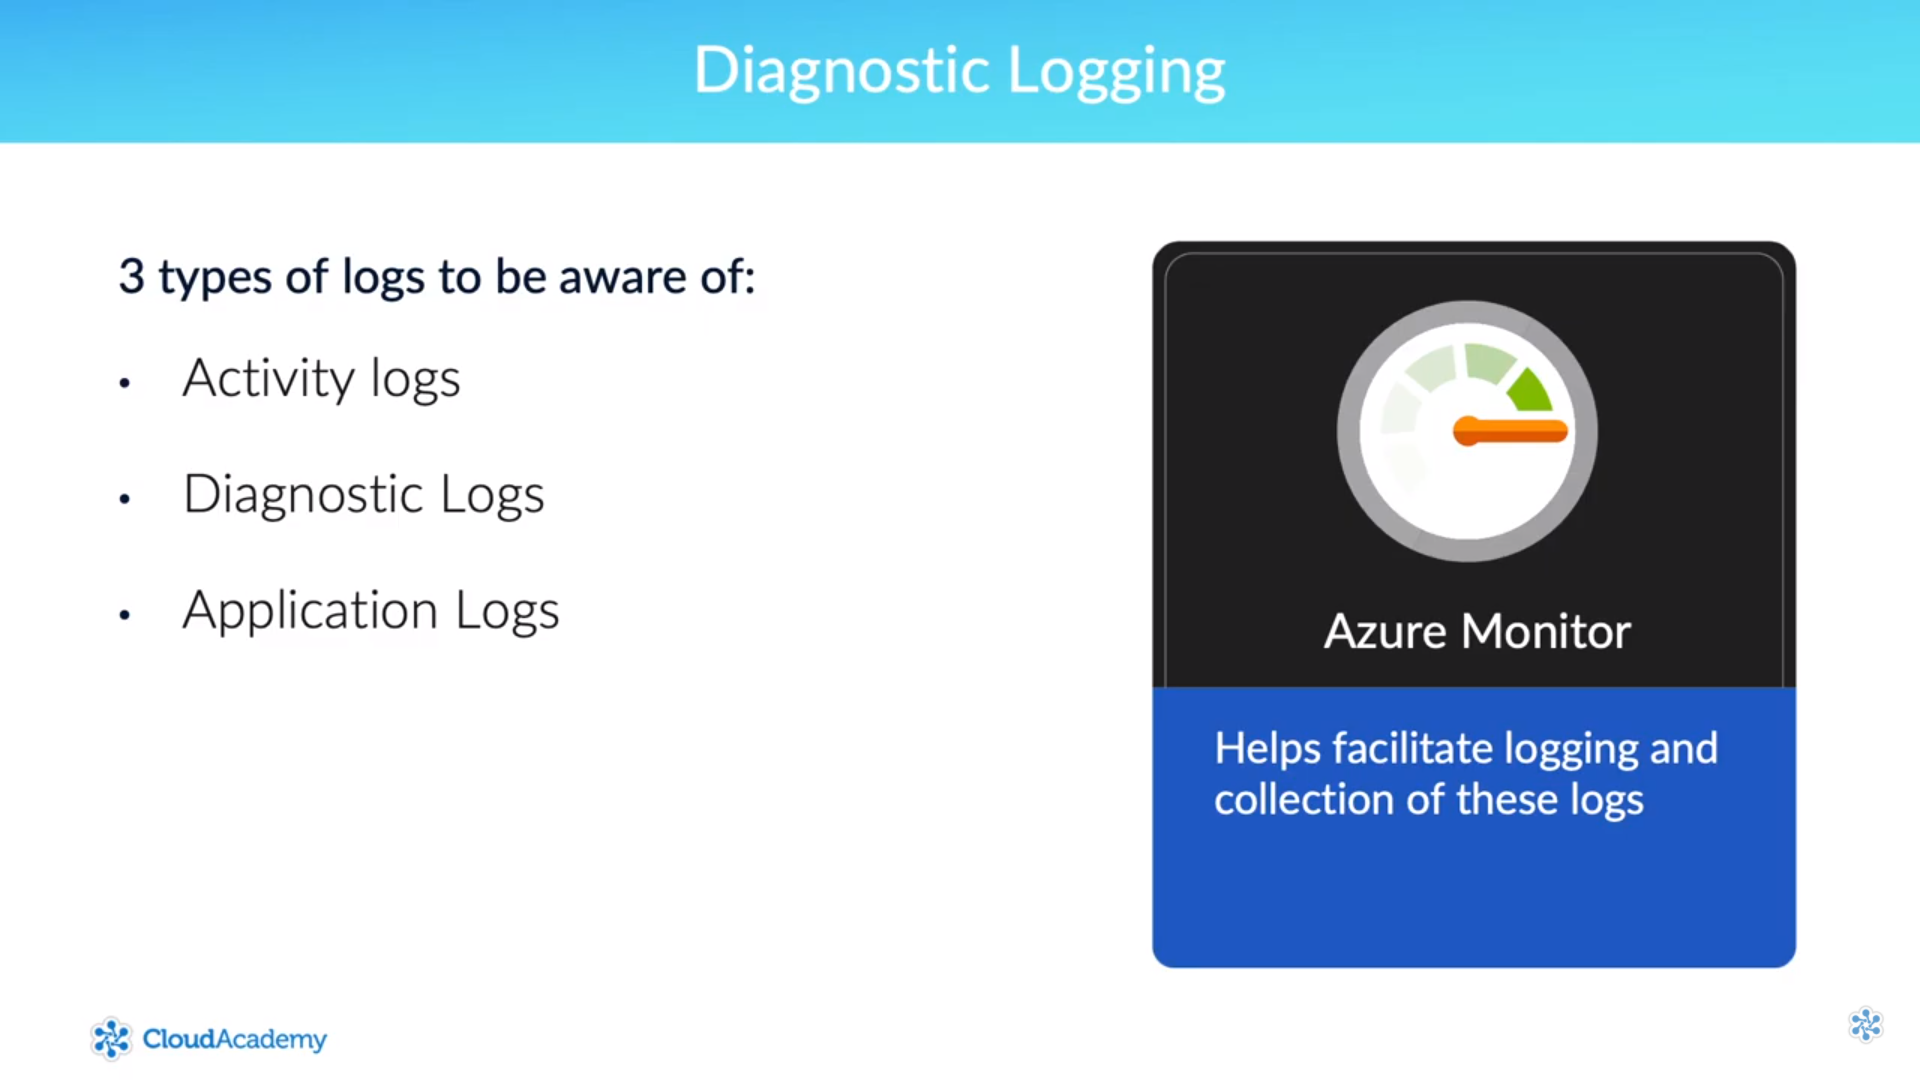 Diagnostic Logging
3 types of logs to be aware of:
• Activity logs
• Diagnostic Logs
• Application Logs
Azure Monitor
Helps facilitate logging and
collection of these logs
CloudAcademy